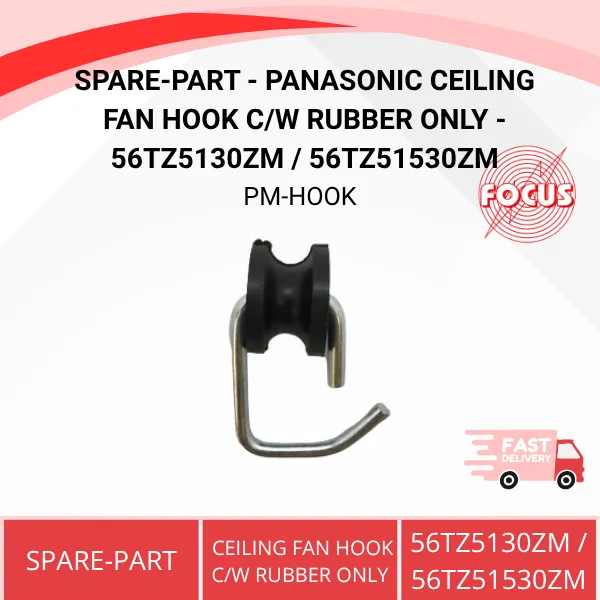 SPARE-PART - PANASONIC CEILING
FAN HOOK C/W RUBBER ONLY -
56TZ5130ZM / 56TZ51530ZM
PM-HOOK
FOCUS
FAST
DELIVERY
SPARE-PART
CEILING FAN HOOK
C/W RUBBER ONLY
56TZ5130ZM /
56TZ51530ZM